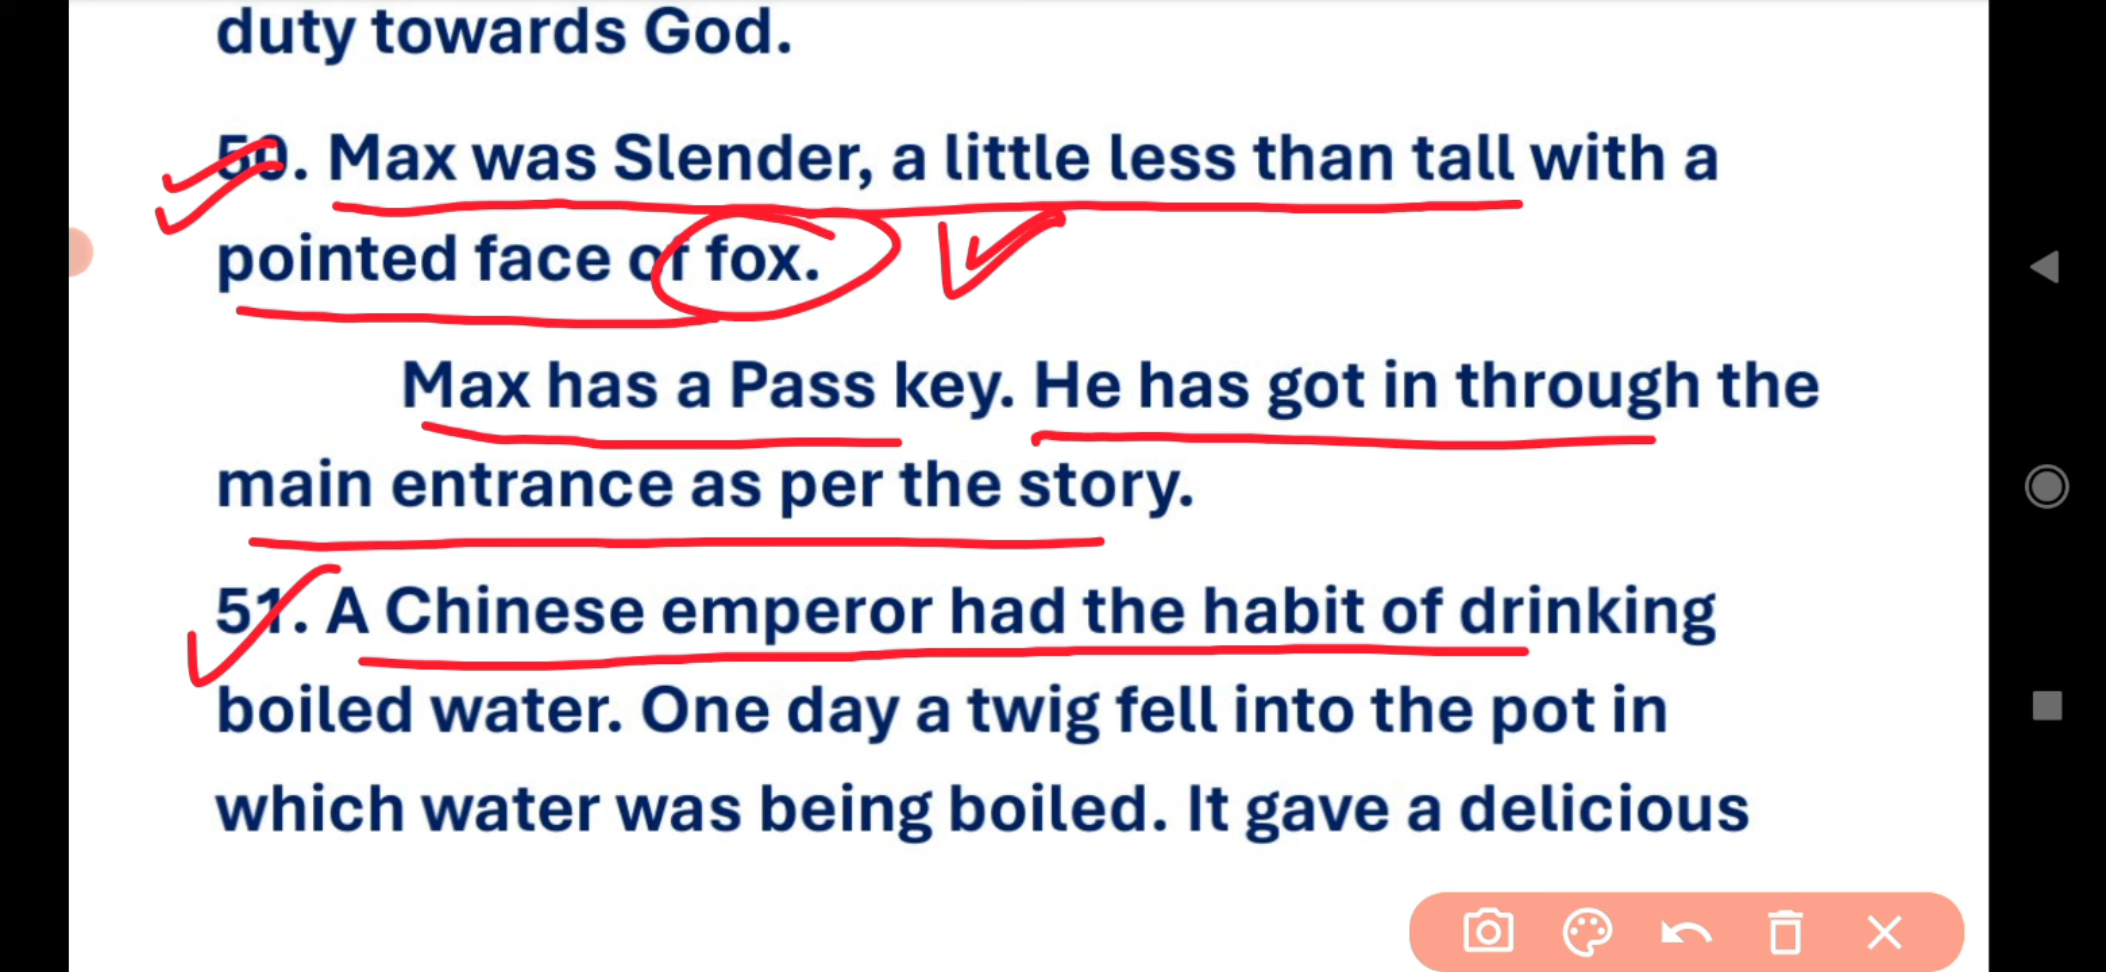 duty towards God.
50. Max was Slender, a little less than tall with a
pointed face of fox.
Max has a Pass key. He has got in through the
main entrance as per the story.
51. A Chinese emperor had the habit of drinking
boiled water. One day a twig fell into the pot in
which water was being boiled. It gave a delicious